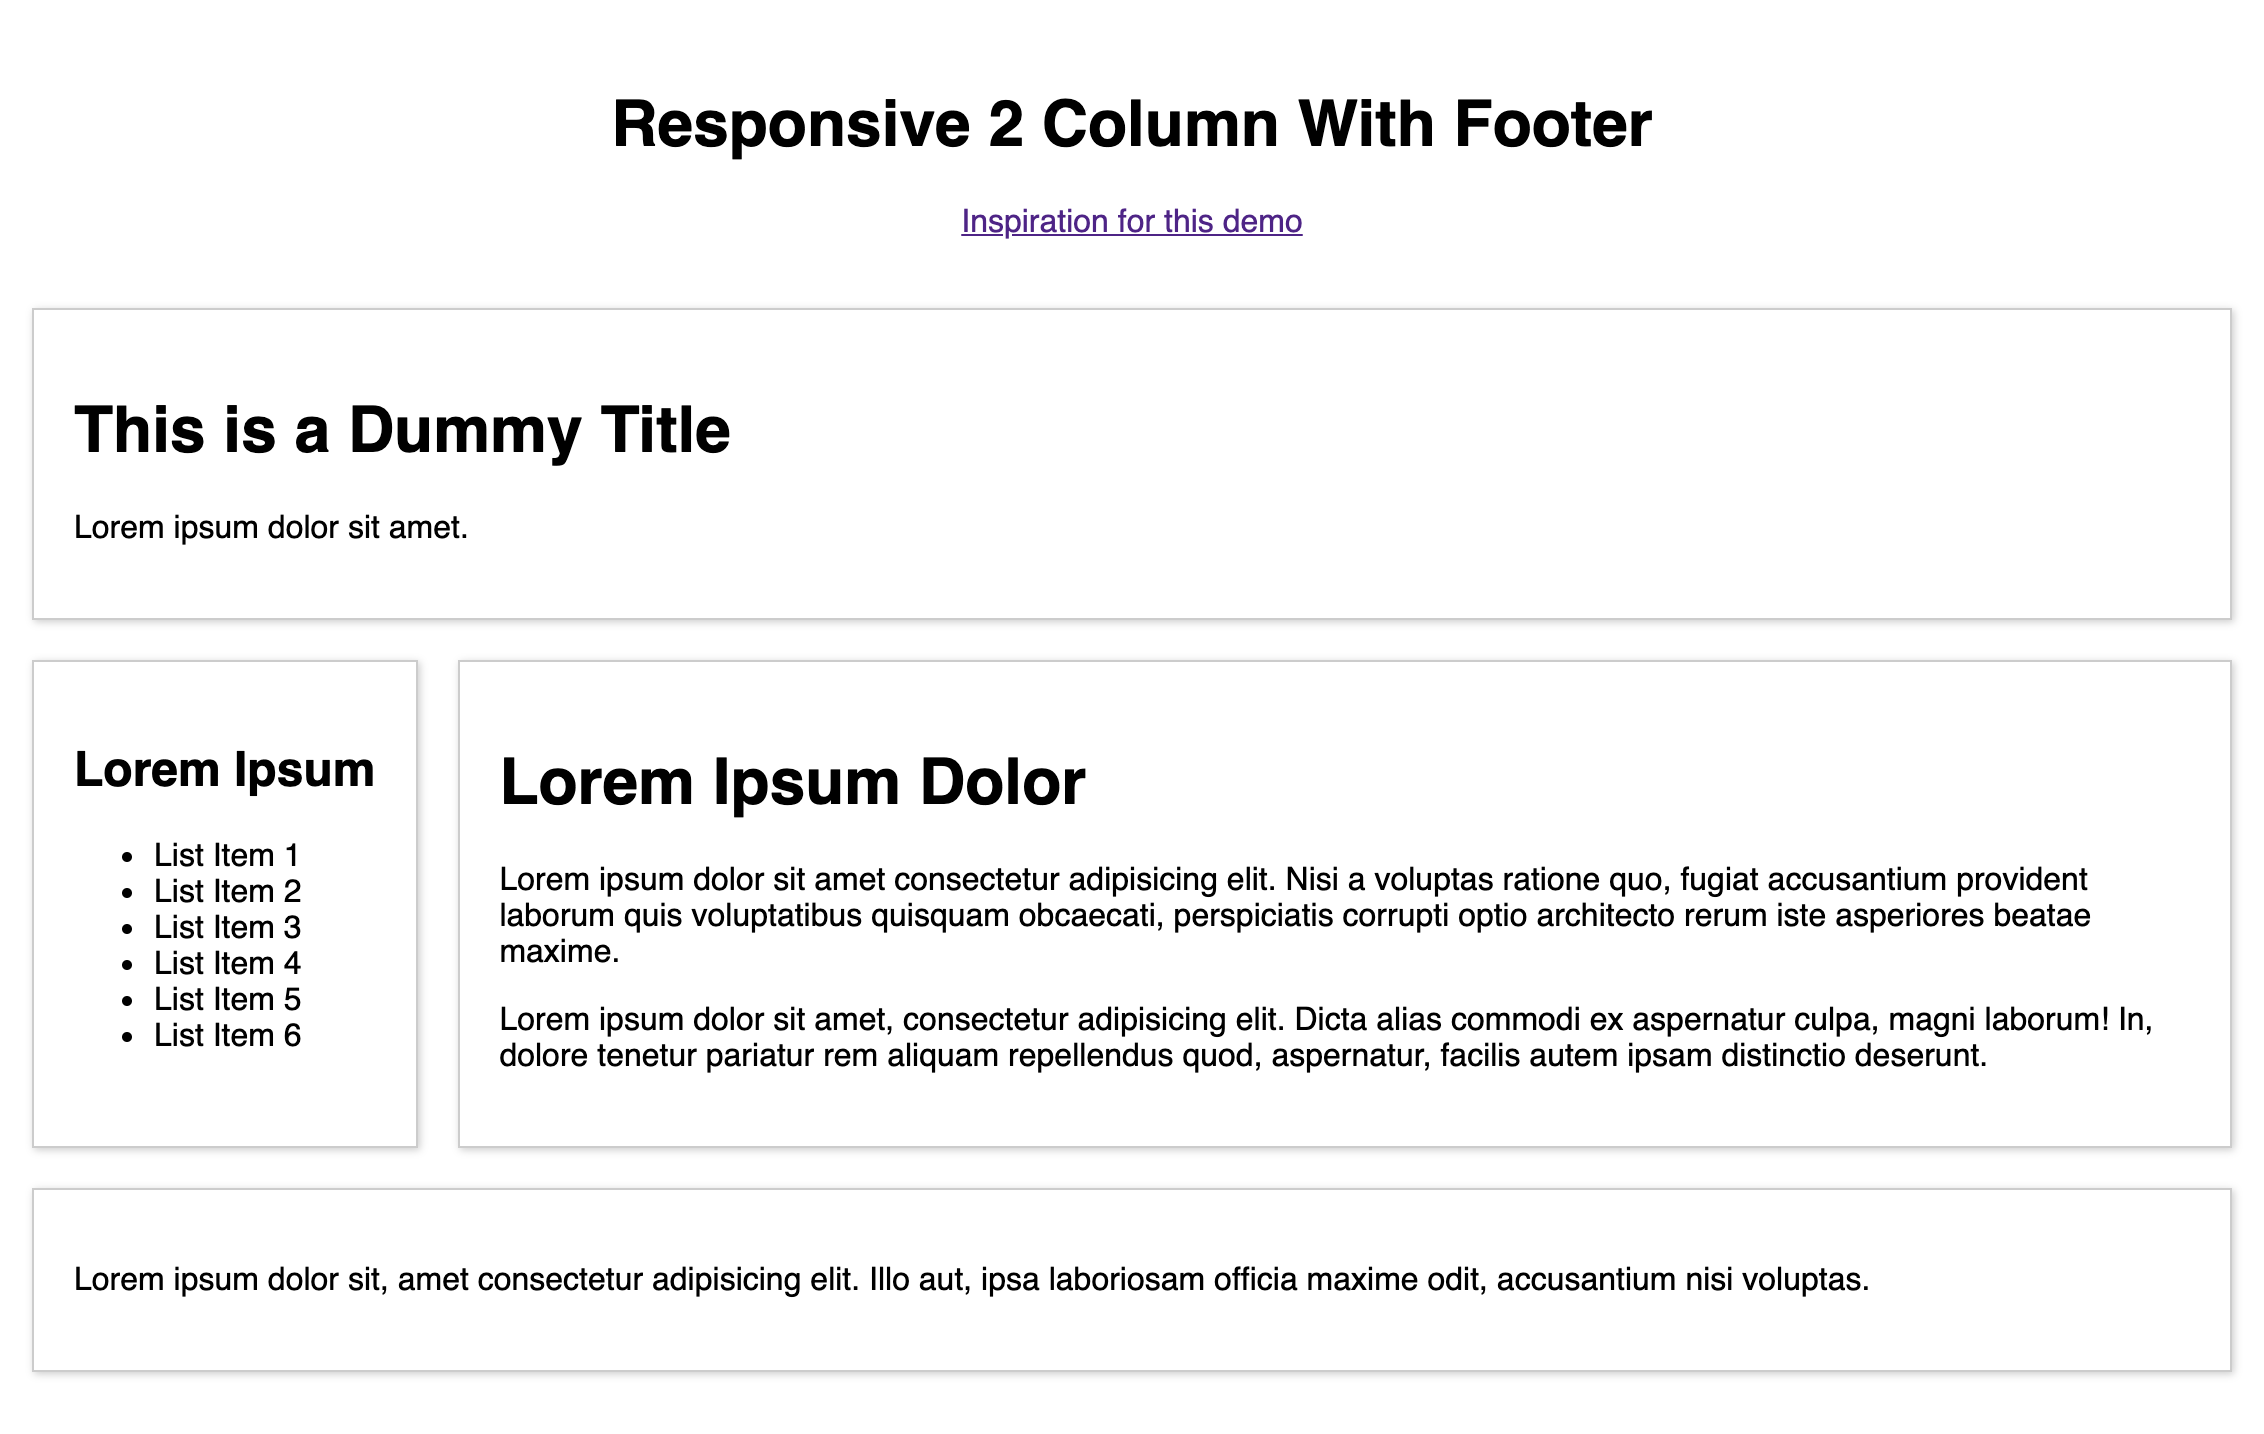 Responsive 2 Column With Footer
Inspiration for this demo
This is a Dummy Title
Lorem ipsum dolor sit amet.
Lorem Ipsum
• List Item 1
• List Item 2
• List Item 3
• List Item 4
• List Item 5
• List Item 6
Lorem Ipsum Dolor
Lorem ipsum dolor sit amet consectetur adipisicing elit. Nisi a voluptas ratione quo, fugiat accusantium provident
laborum quis voluptatibus quisquam obcaecati, perspiciatis corrupti optio architecto rerum iste asperiores beatae
maxime.
Lorem ipsum dolor sit amet, consectetur adipisicing elit. Dicta alias commodi ex aspernatur culpa, magni laborum! In,
dolore tenetur pariatur rem aliquam repellendus quod, aspernatur, facilis autem ipsam distinctio deserunt.
Lorem ipsum dolor sit, amet consectetur adipisicing elit. Illo aut, ipsa laboriosam officia maxime odit, accusantium nisi voluptas.